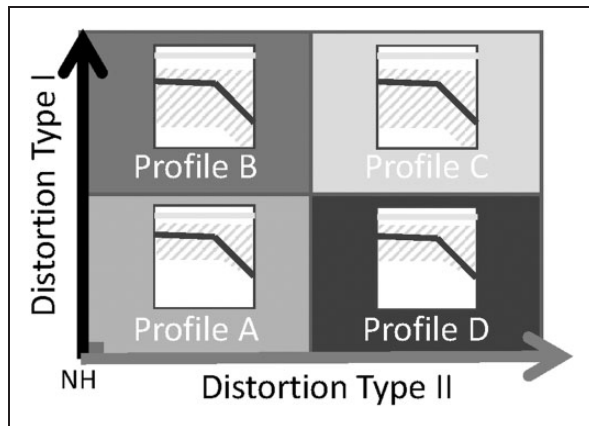 Distortion Type I
Profile B
Profile C
Profile A
Profile D
NH
Distortion Type II